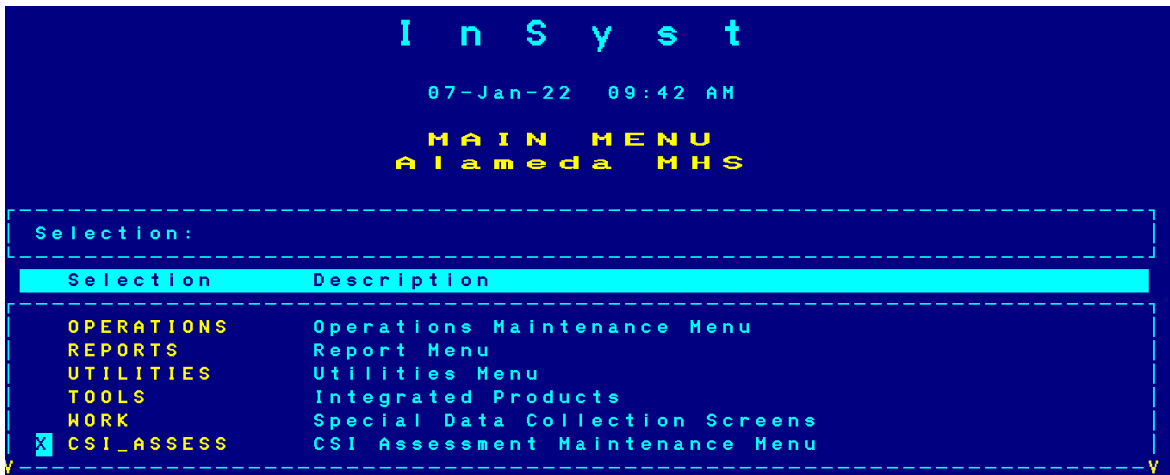 InSyst
07-Jan-22 09:42 AM
MAIN MENU
Alameda MHS
Selection:
Selection Description
OPERATIONS Operations Maintenance Menu
REPORTS Report Menu
UTILITIES Utilities Menu
TOOLS Integrated Products
WORK Special Data Collection Screens
X CSI_ASSESS CSI Assessment Maintenance Menu